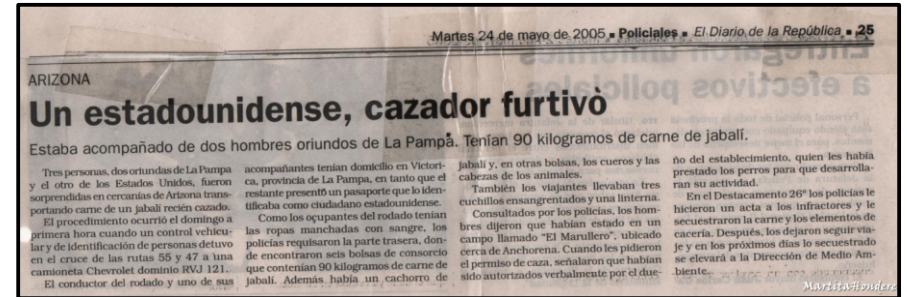 Martes 24 de mayo de 2005 ▪ Policiales ▪ El Diario de la República ▪ 25
ARIZONA
Un estadounidense, cazador furtivo
Estaba acompañado de dos hombres oriundos de La Pampa. Tenían 90 kilogramos de carne de jabalí.
Tres personas, dos oriundas de La Pampa
y el otro de los Estados Unidos, fueron
sorprendidas en cercanías de Arizona trans-
portando carne de un jabalí recién cazado.
El procedimiento ocurrió el domingo a
primera hora cuando un control vehicu-
lar y de identificación de personas detuvo
en el cruce de las rutas 55 y 47 a una
camioneta Chevrolet dominio RVJ 121.
El conductor del rodado y uno de sus
acompañantes tenían domicilio en Victori-
ca, provincia de La Pampa, en tanto que el
restante presentó un pasaporte que lo iden-
tificaba como ciudadano estadounidense.
Como los ocupantes del rodado tenían
las ropas manchadas con sangre, los
policías requisaron la parte trasera, don-
de encontraron seis bolsas de consorcio
que contenían 90 kilogramos de carne de
jabalí. Además había un cachorro de
jabalí y, en otras bolsas, los cueros y las
cabezas de los animales.
También los viajantes llevaban tres
cuchillos ensangrentados y una linterna.
Consultados por los policías, los hom-
bres dijeron que habían estado en un
campo llamado "El Marullero", ubicado
cerca de Anchorena. Cuando les pidieron
el permiso de caza, señalaron que habían
sido autorizados verbalmente por el due-
ño del establecimiento, quien les había
prestado los perros para que desarrolla-
ran su actividad.
En el Destacamento 26º los policías le
hicieron un acta a los infractores y le
secuestraron la carne y los elementos de
cacería. Después, los dejaron seguir via-
je y en los próximos días lo secuestrado
se elevará a la Dirección de Medio Am-
biente.
MartitaHondere